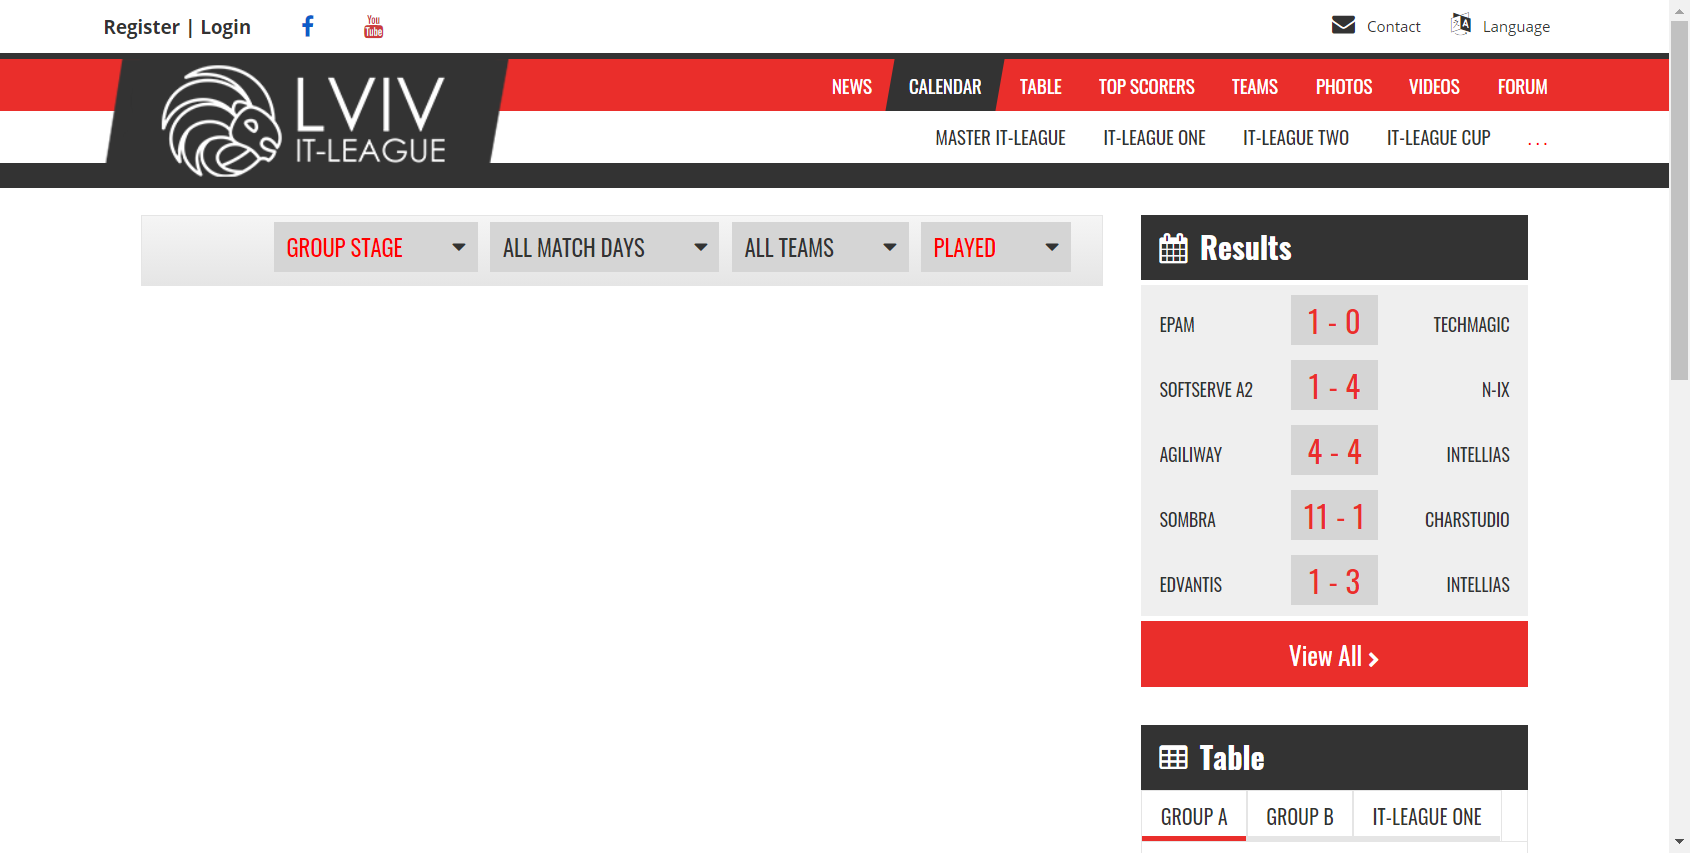 Register | Login
You
Tube
Contact
Language
LVIV
IT-LEAGUE
NEWS
CALENDAR
TABLE
TOP SCORERS
TEAMS
PHOTOS
VIDEOS
FORUM
MASTER IT-LEAGUE
IT-LEAGUE ONE
IT-LEAGUE TWO
IT-LEAGUE CUP
...
GROUP STAGE
ALL MATCH DAYS
ALL TEAMS
PLAYED
Results
EPAM 1 - 0 TECHMAGIC
SOFTSERVE A2 1 - 4 N-IX
AGILIWAY 4 - 4 INTELLIAS
SOMBRA 11 - 1 CHARSTUDIO
EDVANTIS 1 - 3 INTELLIAS
View All
Table
GROUP A
GROUP B
IT-LEAGUE ONE